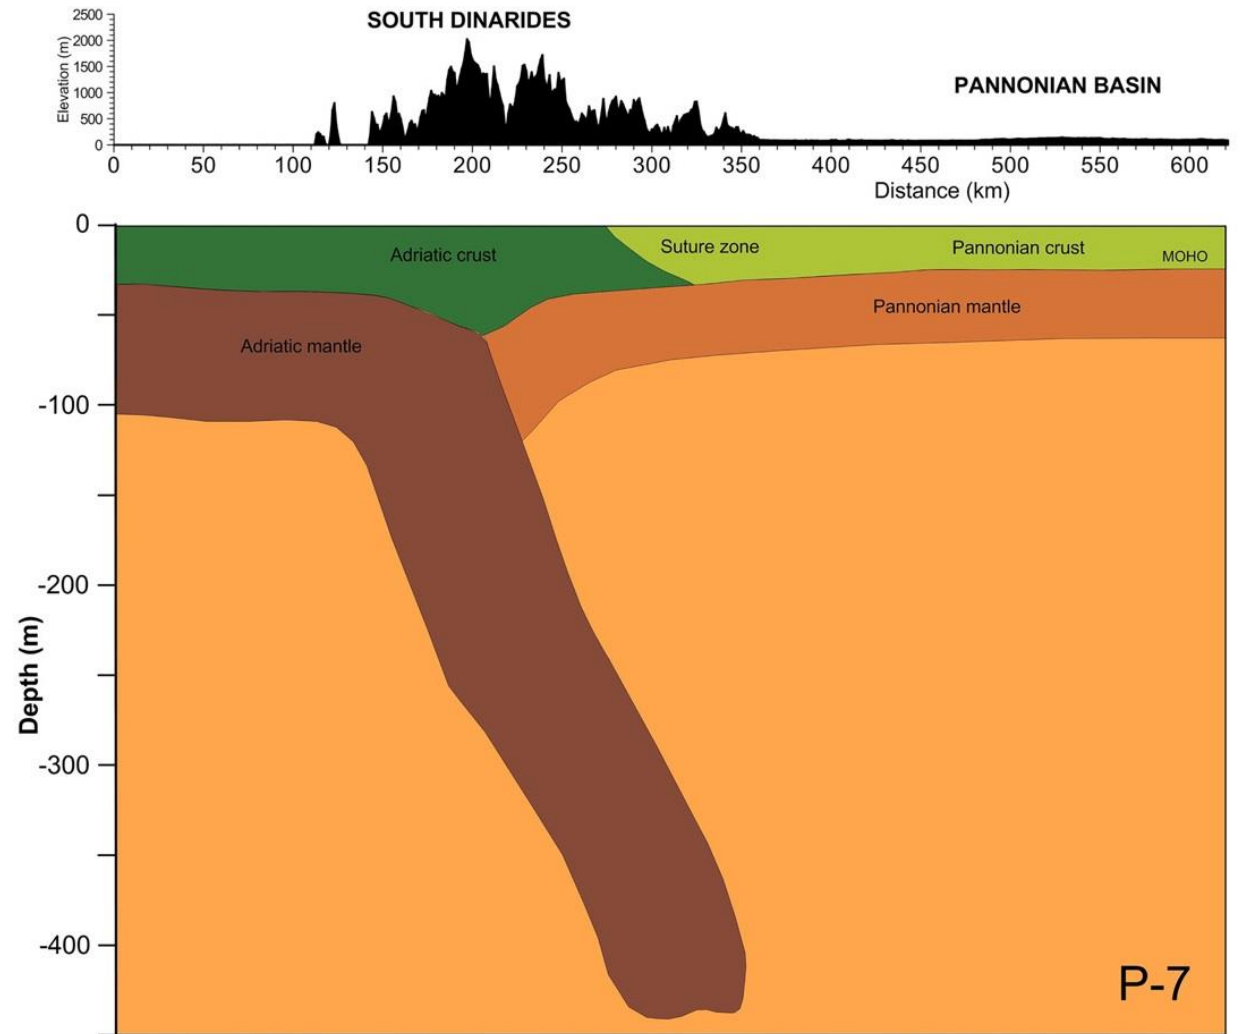 SOUTH DINARIDES
PANNONIAN BASIN
Elevation (m)
2500
2000
1500
1000
500
0
0 50 100 150 200 250 300 350 400 450 500 550 600
Distance (km)
Depth (m)
0
-100
-200
-300
-400
Adriatic crust
Suture zone
Pannonian crust
MOHO
Adriatic mantle
Pannonian mantle
P-7